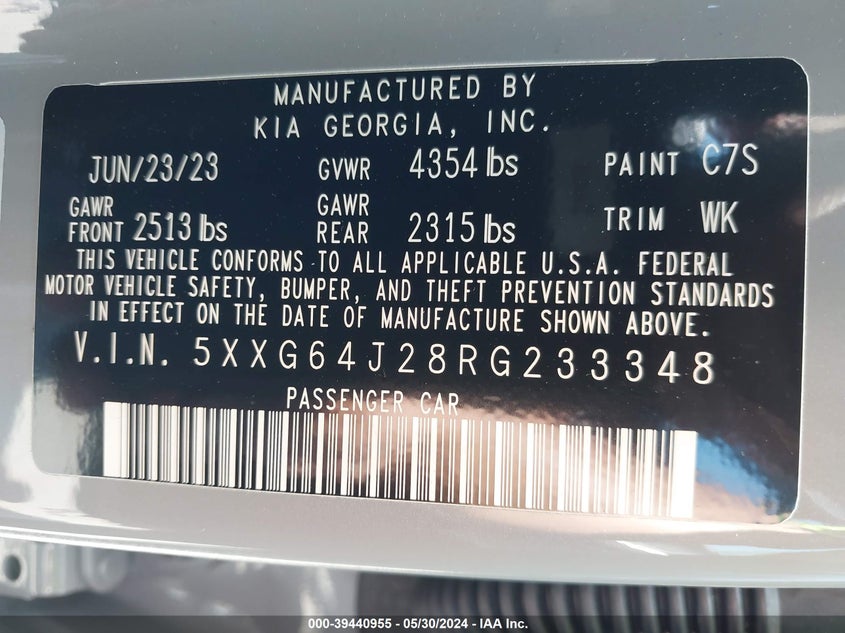 MANUFACTURED BY
KIA GEORGIA, INC.
JUN/23/23 GVWR 4354 lbs PAINT C7S
GAWR FRONT 2513 lbs GAWR REAR 2315 lbs TRIM WK
THIS VEHICLE CONFORMS TO ALL APPLICABLE U.S.A. FEDERAL
MOTOR VEHICLE SAFETY, BUMPER, AND THEFT PREVENTION STANDARDS
IN EFFECT ON THE DATE OF MANUFACTURE SHOWN ABOVE.
V.I.N. 5XXG64J28RG233348
PASSENGER CAR
000-39440955 - 05/30/2024 - IAA Inc.